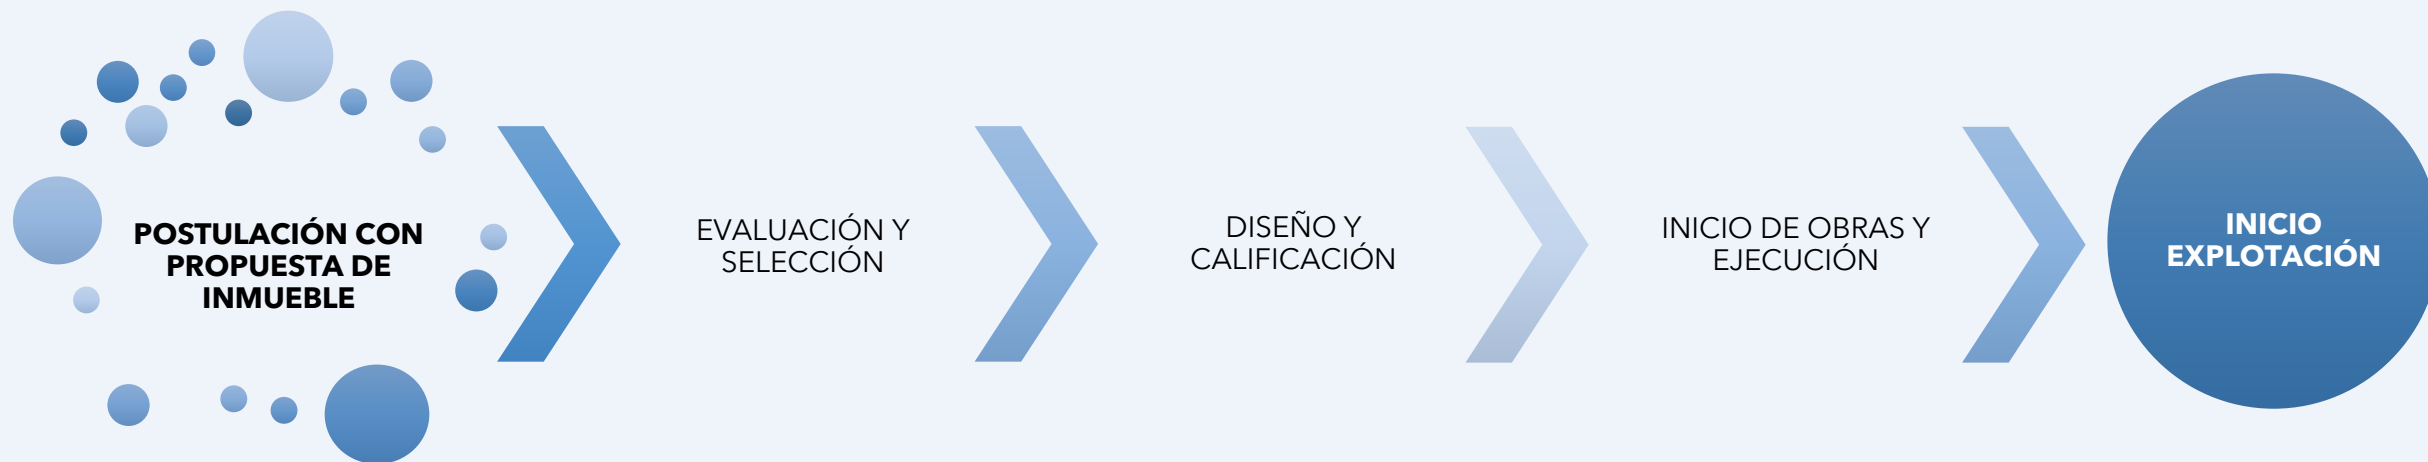 POSTULACIÓN CON
PROPUESTA DE
INMUEBLE
EVALUACIÓN Y
SELECCIÓN
DISEÑO Y
CALIFICACIÓN
INICIO DE OBRAS Y
EJECUCIÓN
INICIO
EXPLOTACIÓN